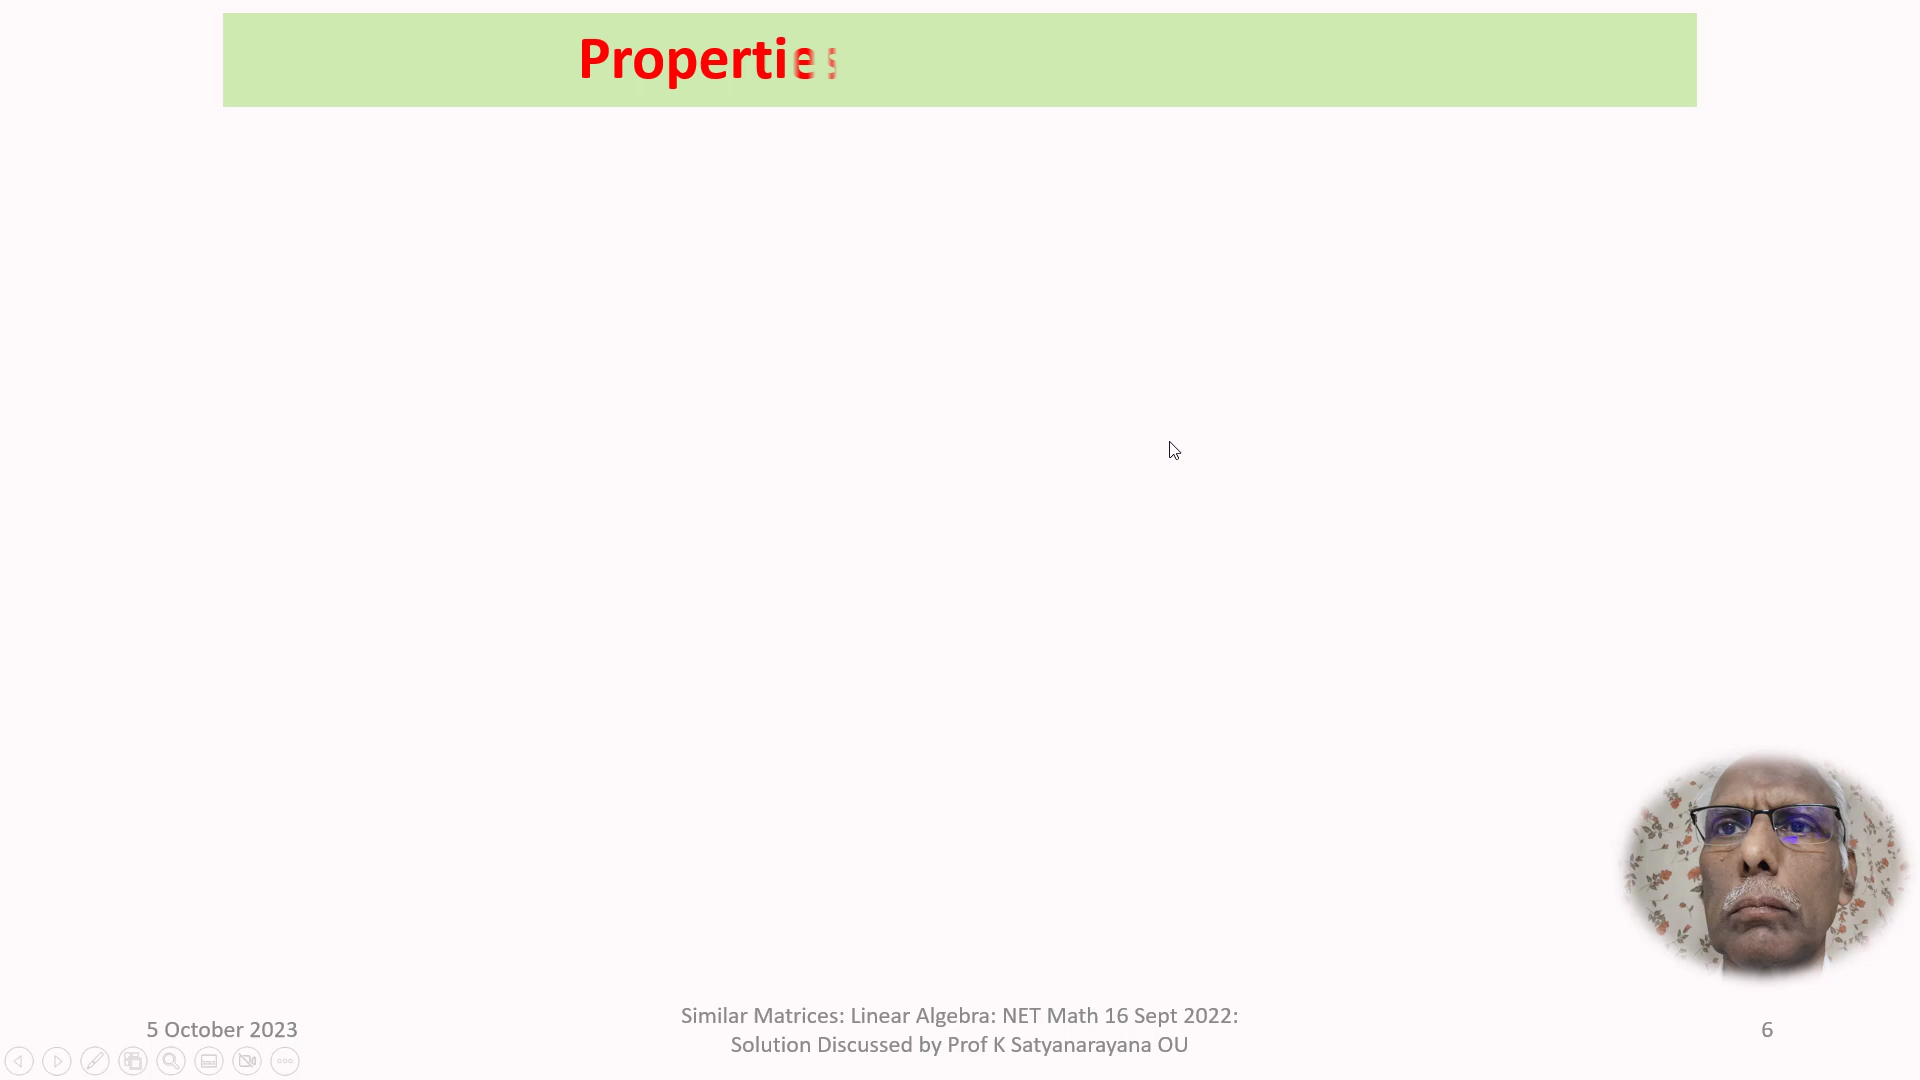 Properties
5 October 2023
Similar Matrices: Linear Algebra: NET Math 16 Sept 2022:
Solution Discussed by Prof K Satyanarayana OU
6